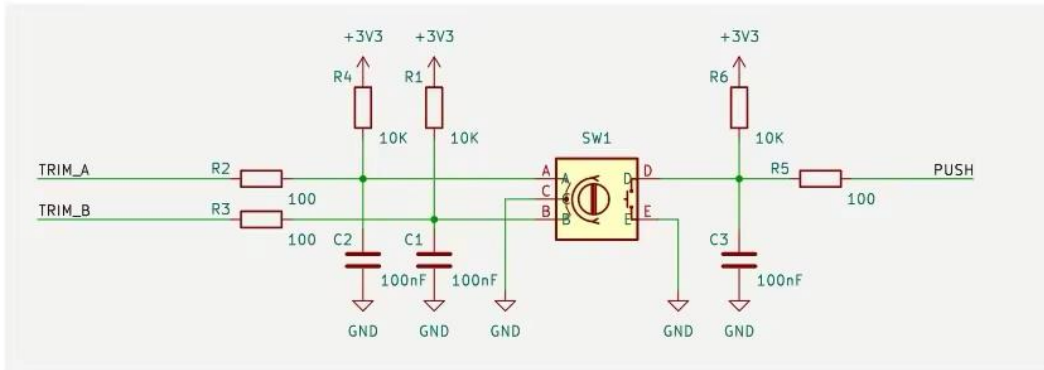 +3V3 +3V3 +3V3
R4 R1 R6
10K 10K SW1 10K
TRIM_A R2 A A D D R5 PUSH
100 C C 100
TRIM_B R3 B B E E
100 C2 C1 C3
100nF 100nF 100nF
GND GND GND GND GND